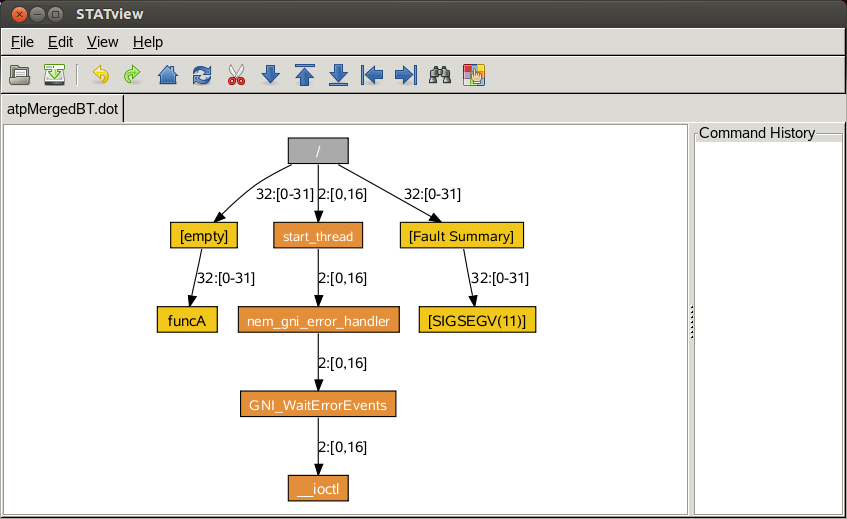 STATview
File Edit View Help
atpMergedBT.dot
Command History
/
32:[0-31] 2:[0,16] 32:[0-31]
[empty] start_thread [Fault Summary]
32:[0-31] 2:[0,16] 32:[0-31]
funcA nem_gni_error_handler [SIGSEGV(11)]
2:[0,16]
GNI_WaitErrorEvents
2:[0,16]
__ioctl